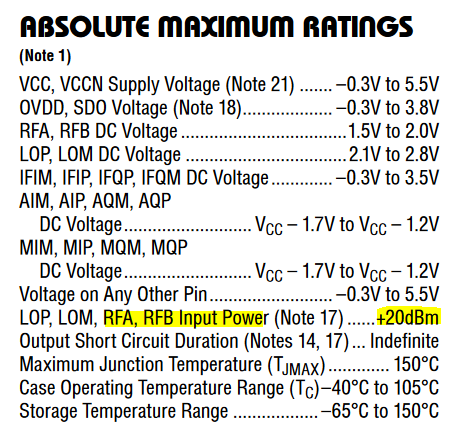 ABSOLUTE MAXIMUM RATINGS
(Note 1)
VCC, VCCN Supply Voltage (Note 21) ....... –0.3V to 5.5V
OVDD, SDO Voltage (Note 18)................... –0.3V to 3.8V
RFA, RFB DC Voltage ................................ 1.5V to 2.0V
LOP, LOM DC Voltage ............................... 2.1V to 2.8V
IFIM, IFIP, IFQP, IFQM DC Voltage............. –0.3V to 3.5V
AIM, AIP, AQM, AQP
DC Voltage........................... VCC – 1.7V to VCC – 1.2V
MIM, MIP, MQM, MQP
DC Voltage........................... VCC – 1.7V to VCC – 1.2V
Voltage on Any Other Pin........................... –0.3V to 5.5V
LOP, LOM, RFA, RFB Input Power (Note 17) ......+20dBm
Output Short Circuit Duration (Notes 14, 17)... Indefinite
Maximum Junction Temperature (TJMAX) ............ 150°C
Case Operating Temperature Range (TC)–40°C to 105°C
Storage Temperature Range .................. –65°C to 150°C